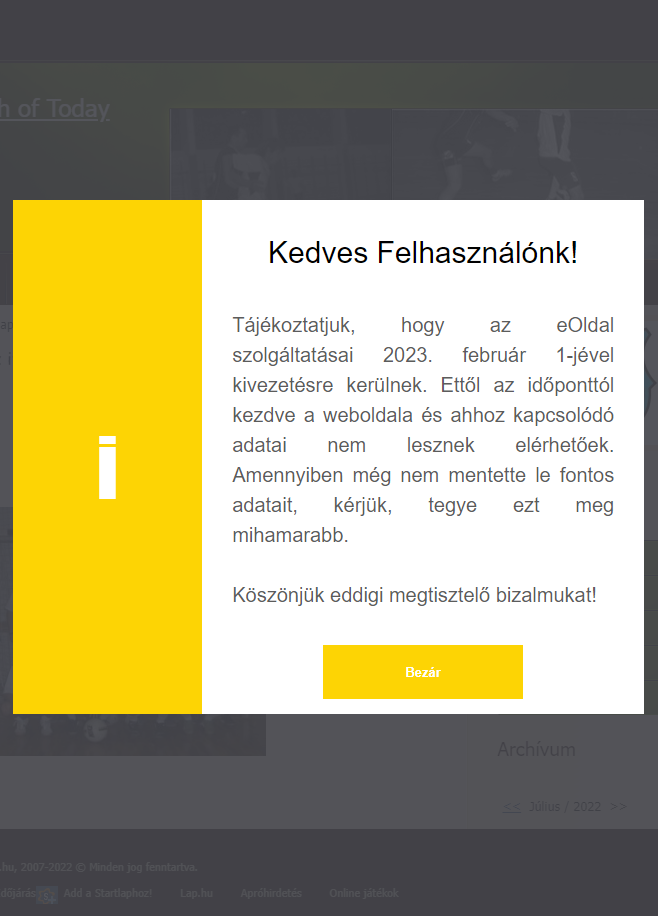 of Today
Kedves Felhasználónk!
Tájékoztatjuk, hogy az eOldal
szolgáltatásai 2023. február 1-jével
kivezetésre kerülnek. Ettől az időponttól
kezdve a weboldala és ahhoz kapcsolódó
adatai nem lesznek elérhetőek.
Amennyiben még nem mentette le fontos
adatait, kérjük, tegye ezt meg
mihamarabb.
Köszönjük eddigi megtisztelő bizalmukat!
i
Bezár
Archívum
<< Július / 2022 >>
.hu, 2007-2022 © Minden jog fenntartva.
Add a Startlaphoz! Lap.hu Apróhirdetés Online játékok